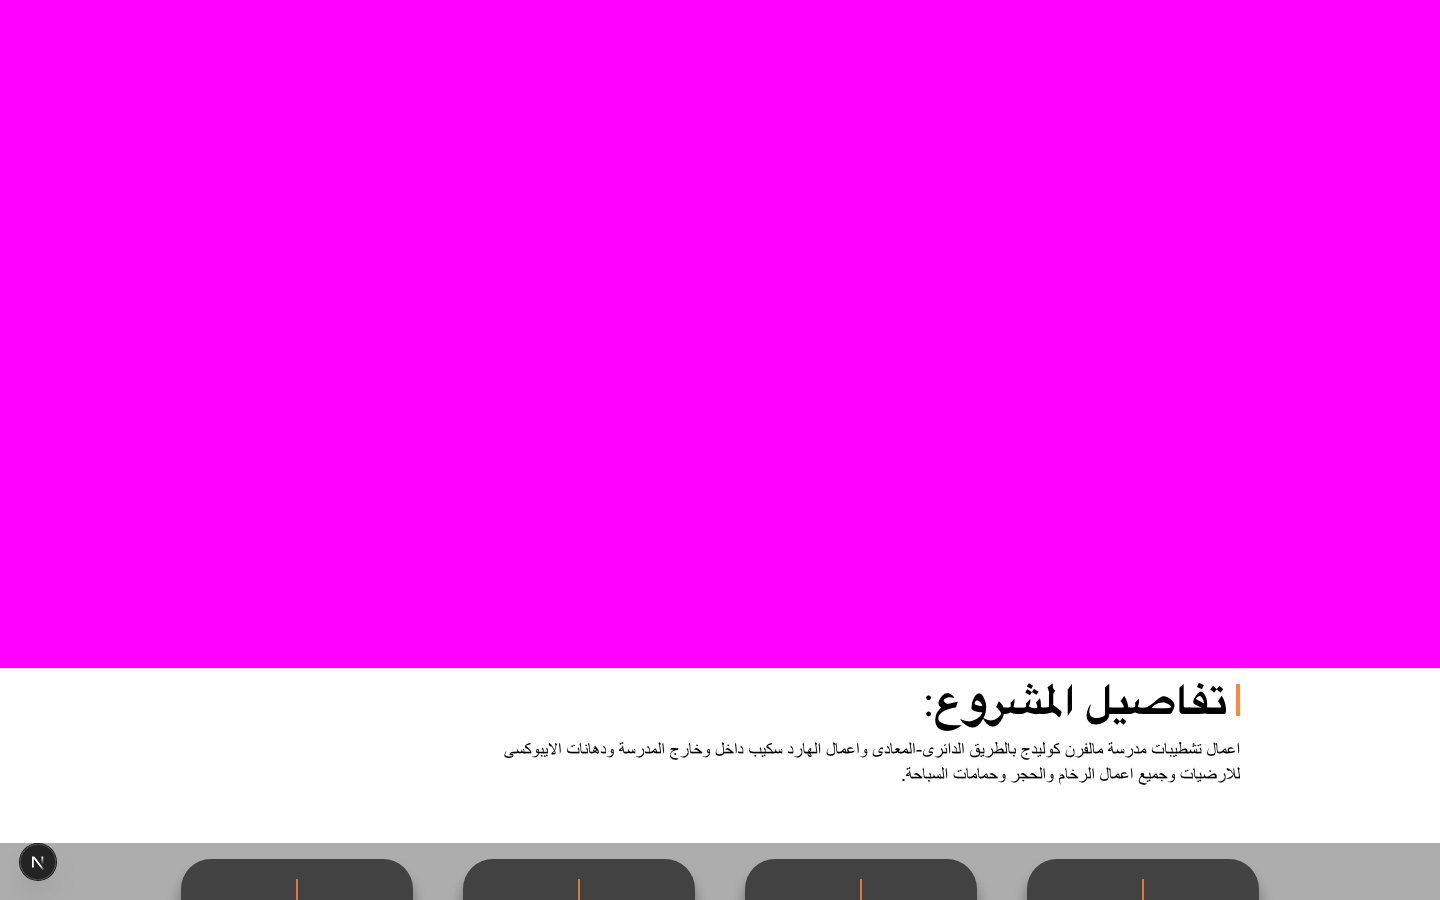 تفاصيل المشروع:
اعمال تشطيبات مدرسة مالفرن كوليدج بالطريق الدائرى-المعادى واعمال الهارد سكيب داخل وخارج المدرسة ودهانات الايبوكسى
للارضيات وجميع اعمال الرخام والحجر وحمامات السباحة.
N